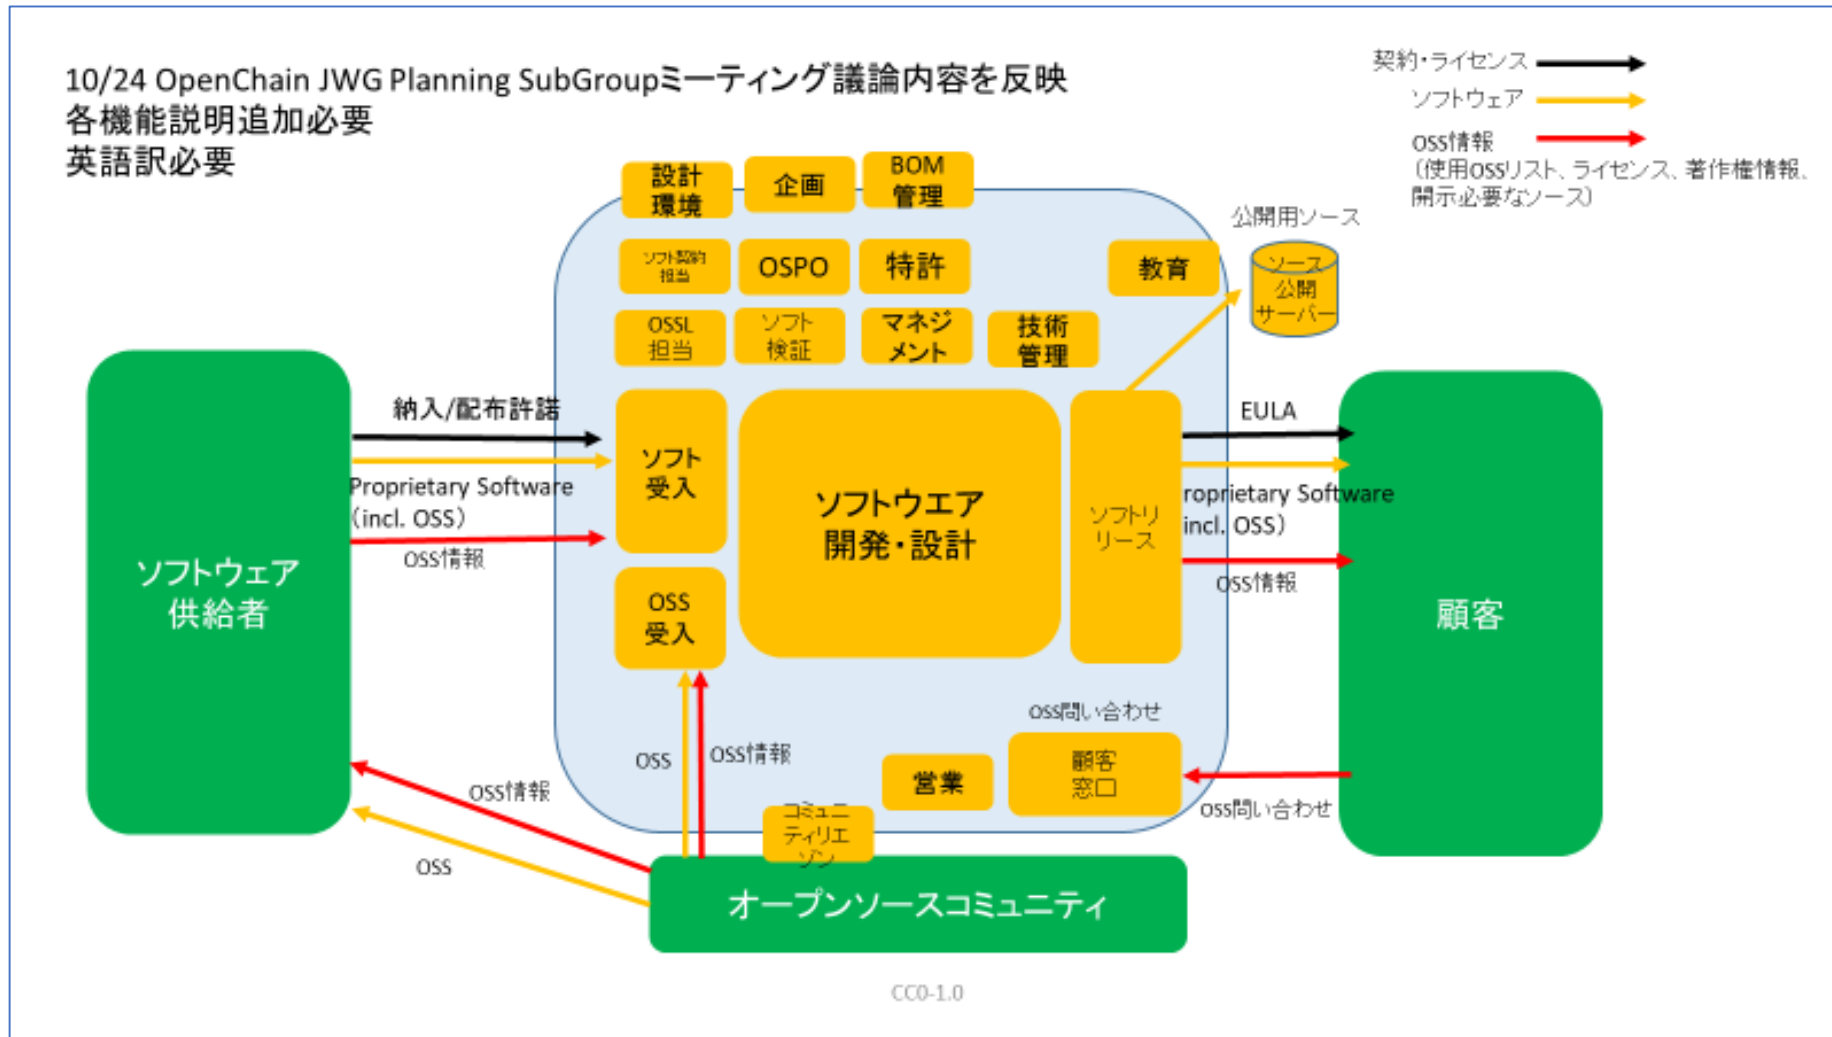 10/24 OpenChain JWG Planning SubGroupミーティング議論内容を反映
各機能説明追加必要
英語訳必要
契約・ライセンス
ソフトウェア
OSS情報
（使用OSSリスト、ライセンス、著作権情報、
開示必要なソース）
設計
環境
企画
BOM
管理
ソフト契約
担当
OSPO
特許
教育
公開用ソース
ソース
公開
サーバー
OSSL
担当
ソフト
検証
マネジ
メント
技術
管理
納入/配布許諾
Proprietary Software
（incl. OSS）
OSS情報
ソフトウェア
供給者
ソフト
受入
OSS
受入
ソフトウエア
開発・設計
ソフトリ
リース
EULA
roprietary Software
incl. OSS）
OSS情報
顧客
OSS問い合わせ
顧客
窓口
OSS問い合わせ
営業
OSS
OSS情報
OSS情報
OSS
コミュニ
ティリエ
ゾン
オープンソースコミュニティ
CC0-1.0